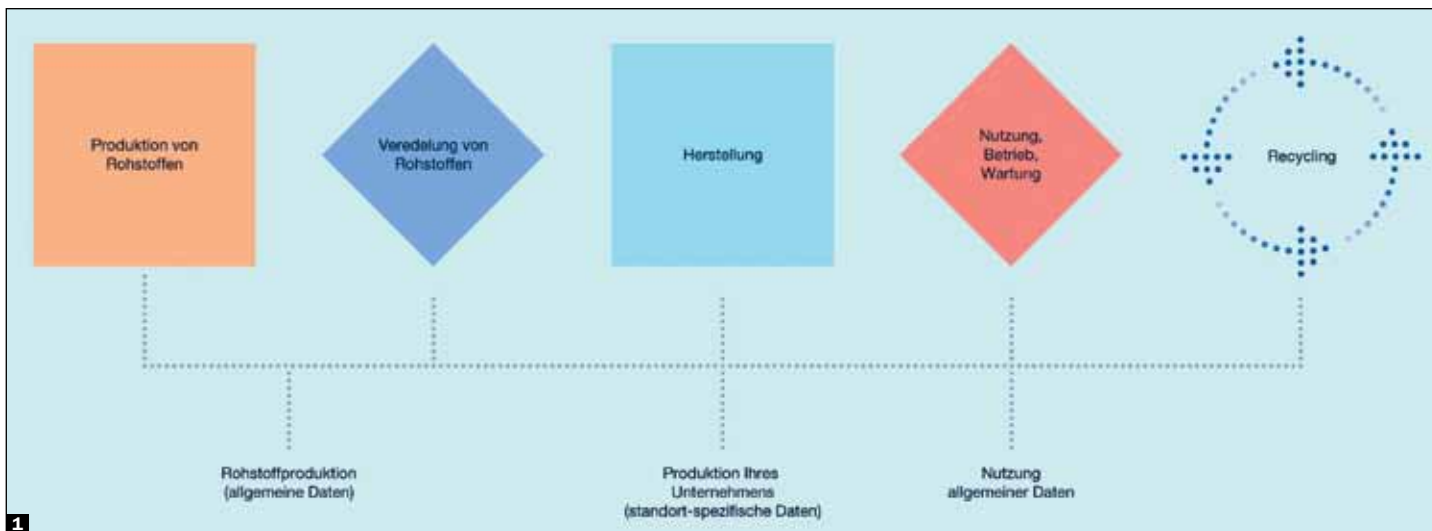 Produktion von
Rohstoffen
Veredelung von
Rohstoffen
Herstellung
Nutzung,
Betrieb,
Wartung
Recycling
Rohstoffproduktion
(allgemeine Daten)
Produktion Ihres
Unternehmens
(standort-spezifische Daten)
Nutzung
allgemeiner Daten
1